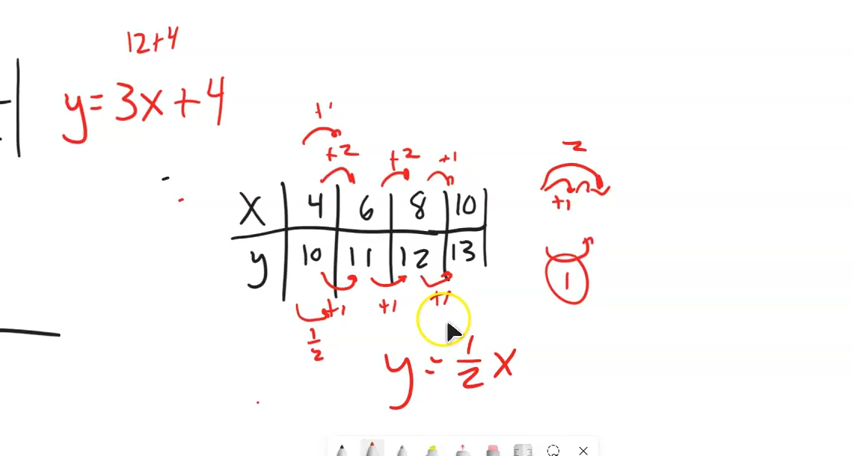 12+4
y=3x+4
+1
+2 +2 +1
2
+1
X 4 6 8 10
y 10 11 12 13
1
+1 +1 +1
1/2
y=1/2x